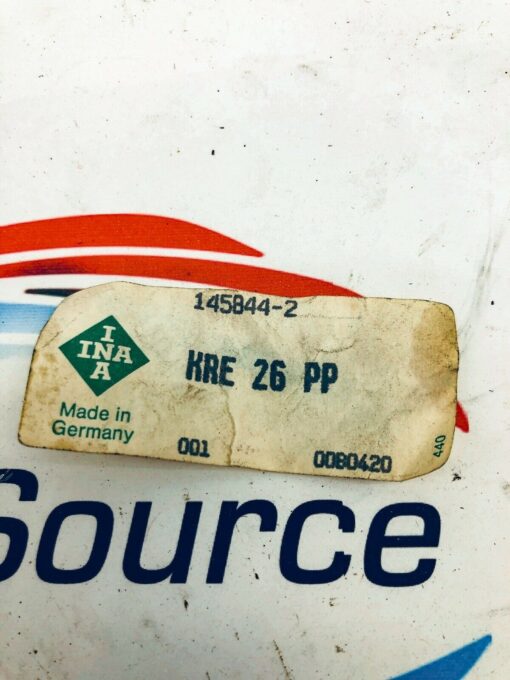 145844-2
I
INA
A
KRE 26 PP
Made in
Germany
001
0080420
440
Source